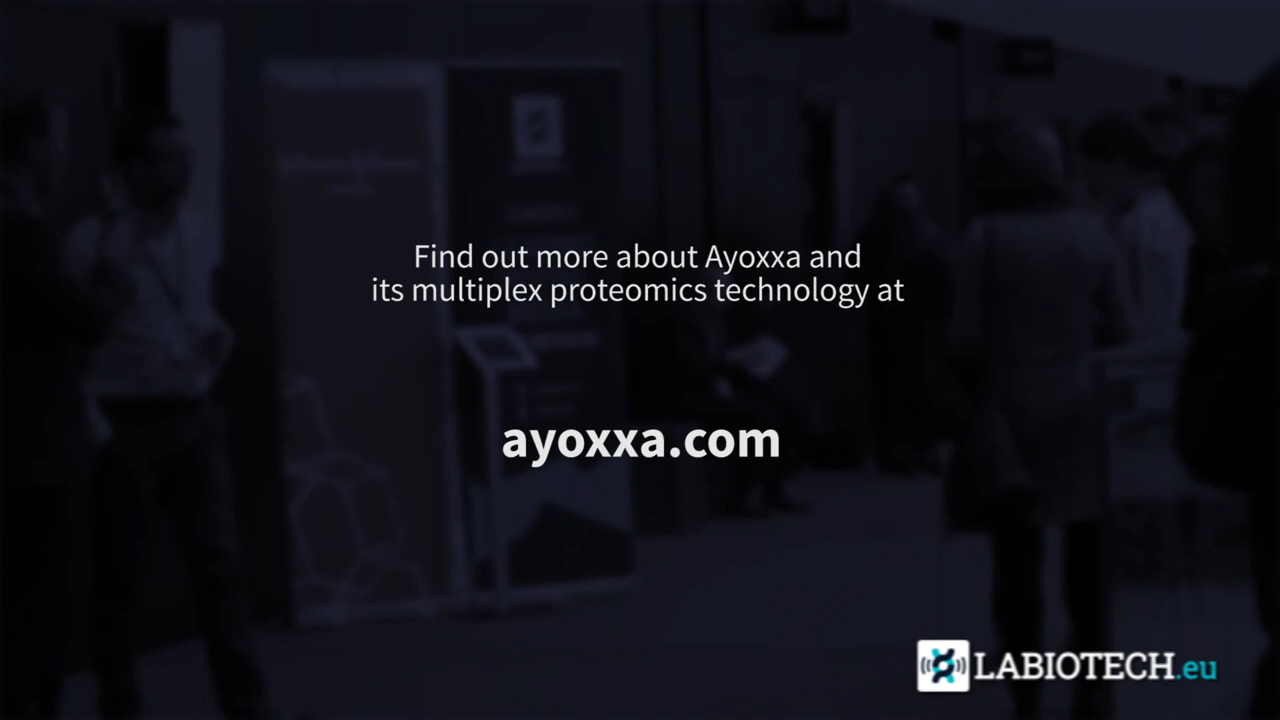 Find out more about Ayoxxa and
its multiplex proteomics technology at
ayoxxa.com
LABIOTECH.eu